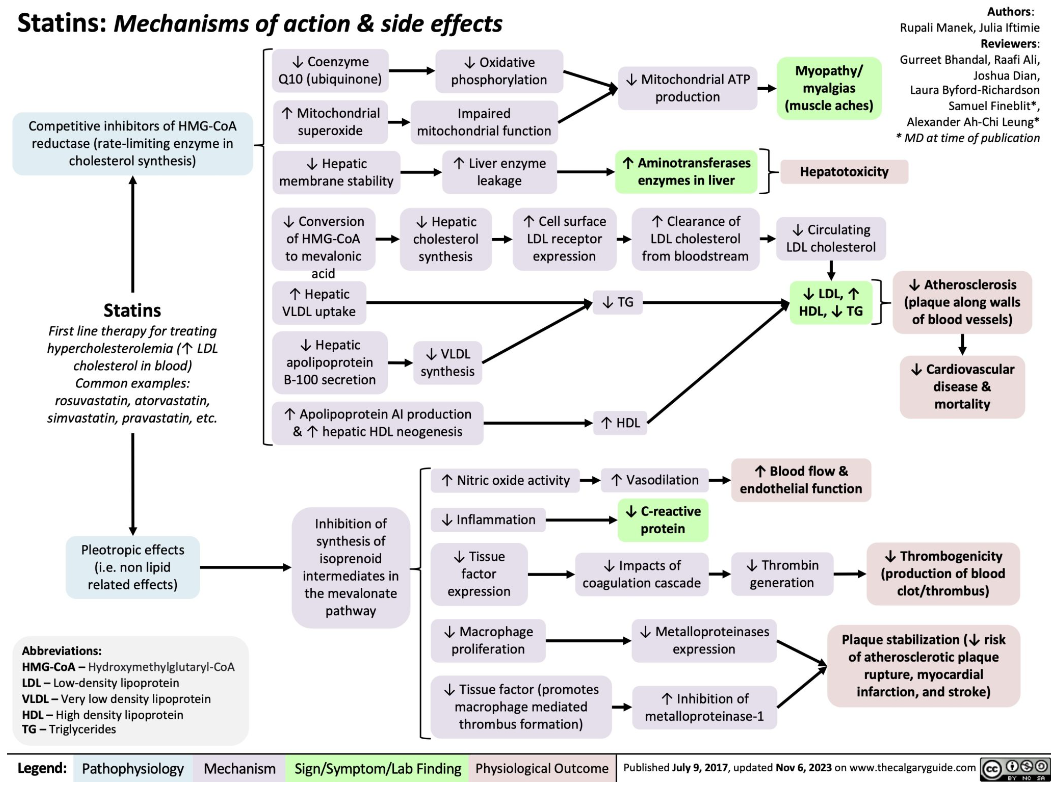 Statins: Mechanisms of action & side effects
Authors:
Rupali Manek, Julia Iftimie
Reviewers:
Gurreet Bhandal, Raafi Ali,
Joshua Dian,
Laura Byford-Richardson
Samuel Fineblit*,
Alexander Ah-Chi Leung*
* MD at time of publication
Competitive inhibitors of HMG-CoA
reductase (rate-limiting enzyme in
cholesterol synthesis)
↓ Coenzyme
Q10 (ubiquinone)
↓ Oxidative
phosphorylation
↑ Mitochondrial
superoxide
Impaired
mitochondrial function
↓ Mitochondrial ATP
production
Myopathy/
myalgias
(muscle aches)
↓ Hepatic
membrane stability
↑ Liver enzyme
leakage
↑ Aminotransferases
enzymes in liver
Hepatotoxicity
↓ Conversion
of HMG-CoA
to mevalonic
acid
↓ Hepatic
cholesterol
synthesis
↑ Cell surface
LDL receptor
expression
↑ Clearance of
LDL cholesterol
from bloodstream
↓ Circulating
LDL cholesterol
↑ Hepatic
VLDL uptake
↓ TG
↓ LDL, ↑
HDL, ↓ TG
↓ Atherosclerosis
(plaque along walls
of blood vessels)
↓ Hepatic
apolipoprotein
B-100 secretion
↓ VLDL
synthesis
↓ Cardiovascular
disease &
mortality
↑ Apolipoprotein AI production
& ↑ hepatic HDL neogenesis
↑ HDL
Statins
First line therapy for treating
hypercholesterolemia (↑ LDL
cholesterol in blood)
Common examples:
rosuvastatin, atorvastatin,
simvastatin, pravastatin, etc.
Pleotropic effects
(i.e. non lipid
related effects)
Inhibition of
synthesis of
isoprenoid
intermediates in
the mevalonate
pathway
↑ Nitric oxide activity
↑ Vasodilation
↑ Blood flow &
endothelial function
↓ Inflammation
↓ C-reactive
protein
↓ Tissue
factor
expression
↓ Impacts of
coagulation cascade
↓ Thrombin
generation
↓ Thrombogenicity
(production of blood
clot/thrombus)
↓ Macrophage
proliferation
↓ Metalloproteinases
expression
↓ Tissue factor (promotes
macrophage mediated
thrombus formation)
↑ Inhibition of
metalloproteinase-1
Plaque stabilization (↓ risk
of atherosclerotic plaque
rupture, myocardial
infarction, and stroke)
Abbreviations:
HMG-CoA – Hydroxymethylglutaryl-CoA
LDL – Low-density lipoprotein
VLDL – Very low density lipoprotein
HDL – High density lipoprotein
TG – Triglycerides
Legend: Pathophysiology Mechanism Sign/Symptom/Lab Finding Physiological Outcome
Published July 9, 2017, updated Nov 6, 2023 on www.thecalgaryguide.com
cc BY NC SA